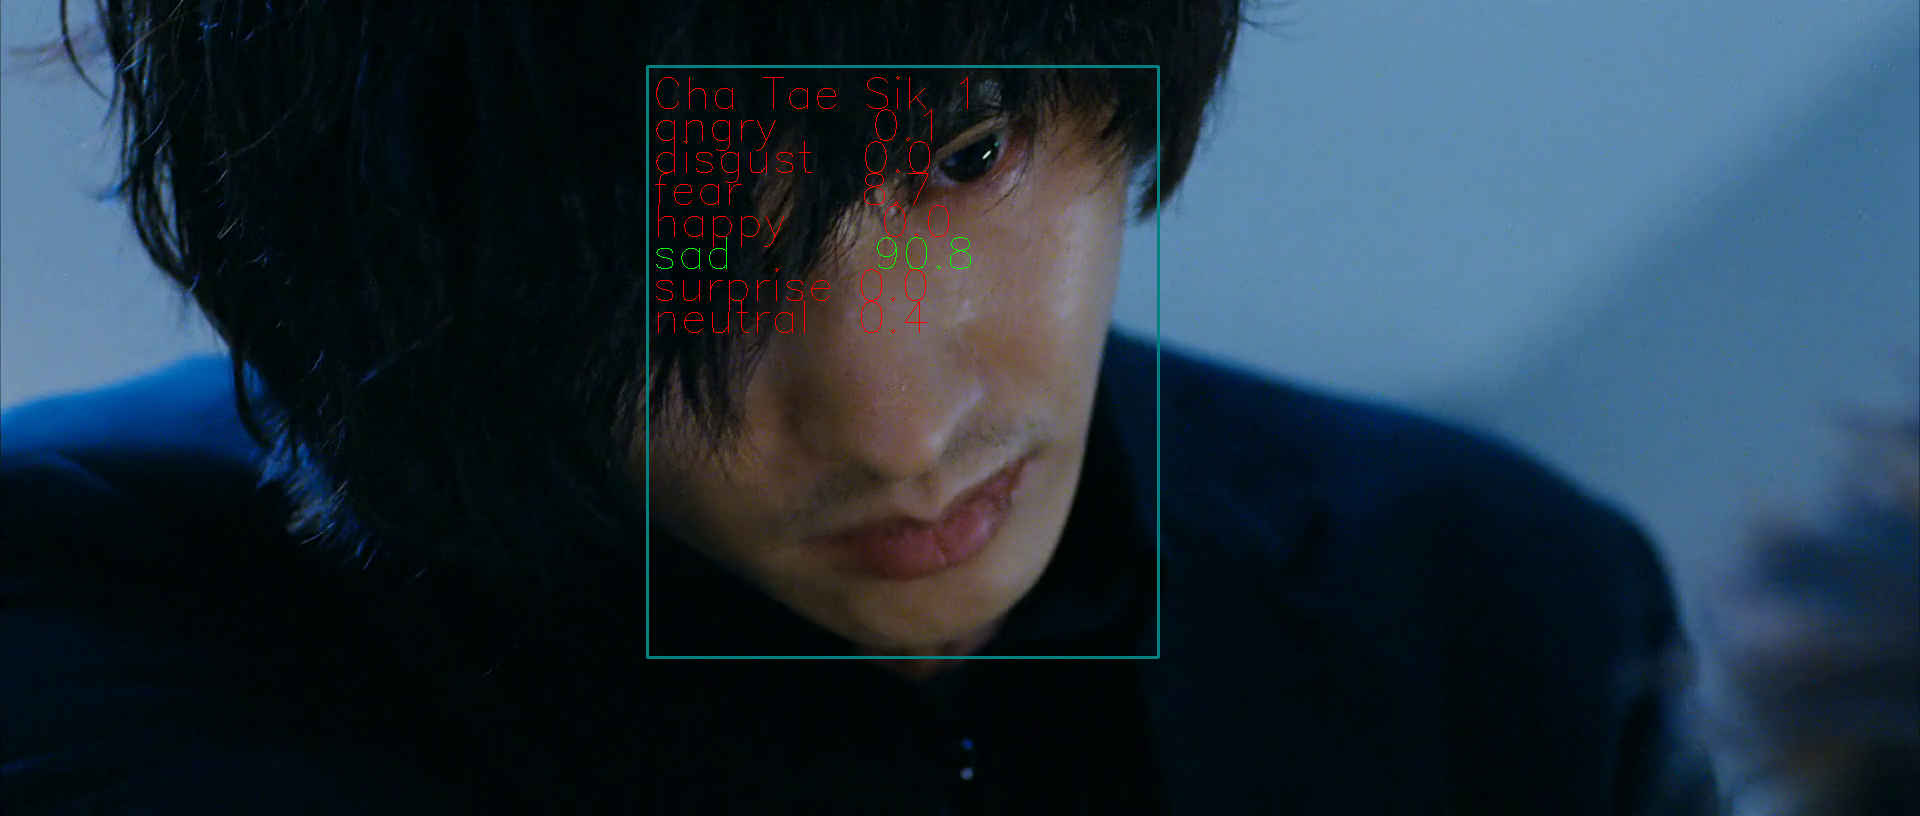 Cha Tae Sik 1
angry 0.1
disgust 0.0
fear 8.7
happy 0.0
sad 90.8
surprise 0.0
neutral 0.4